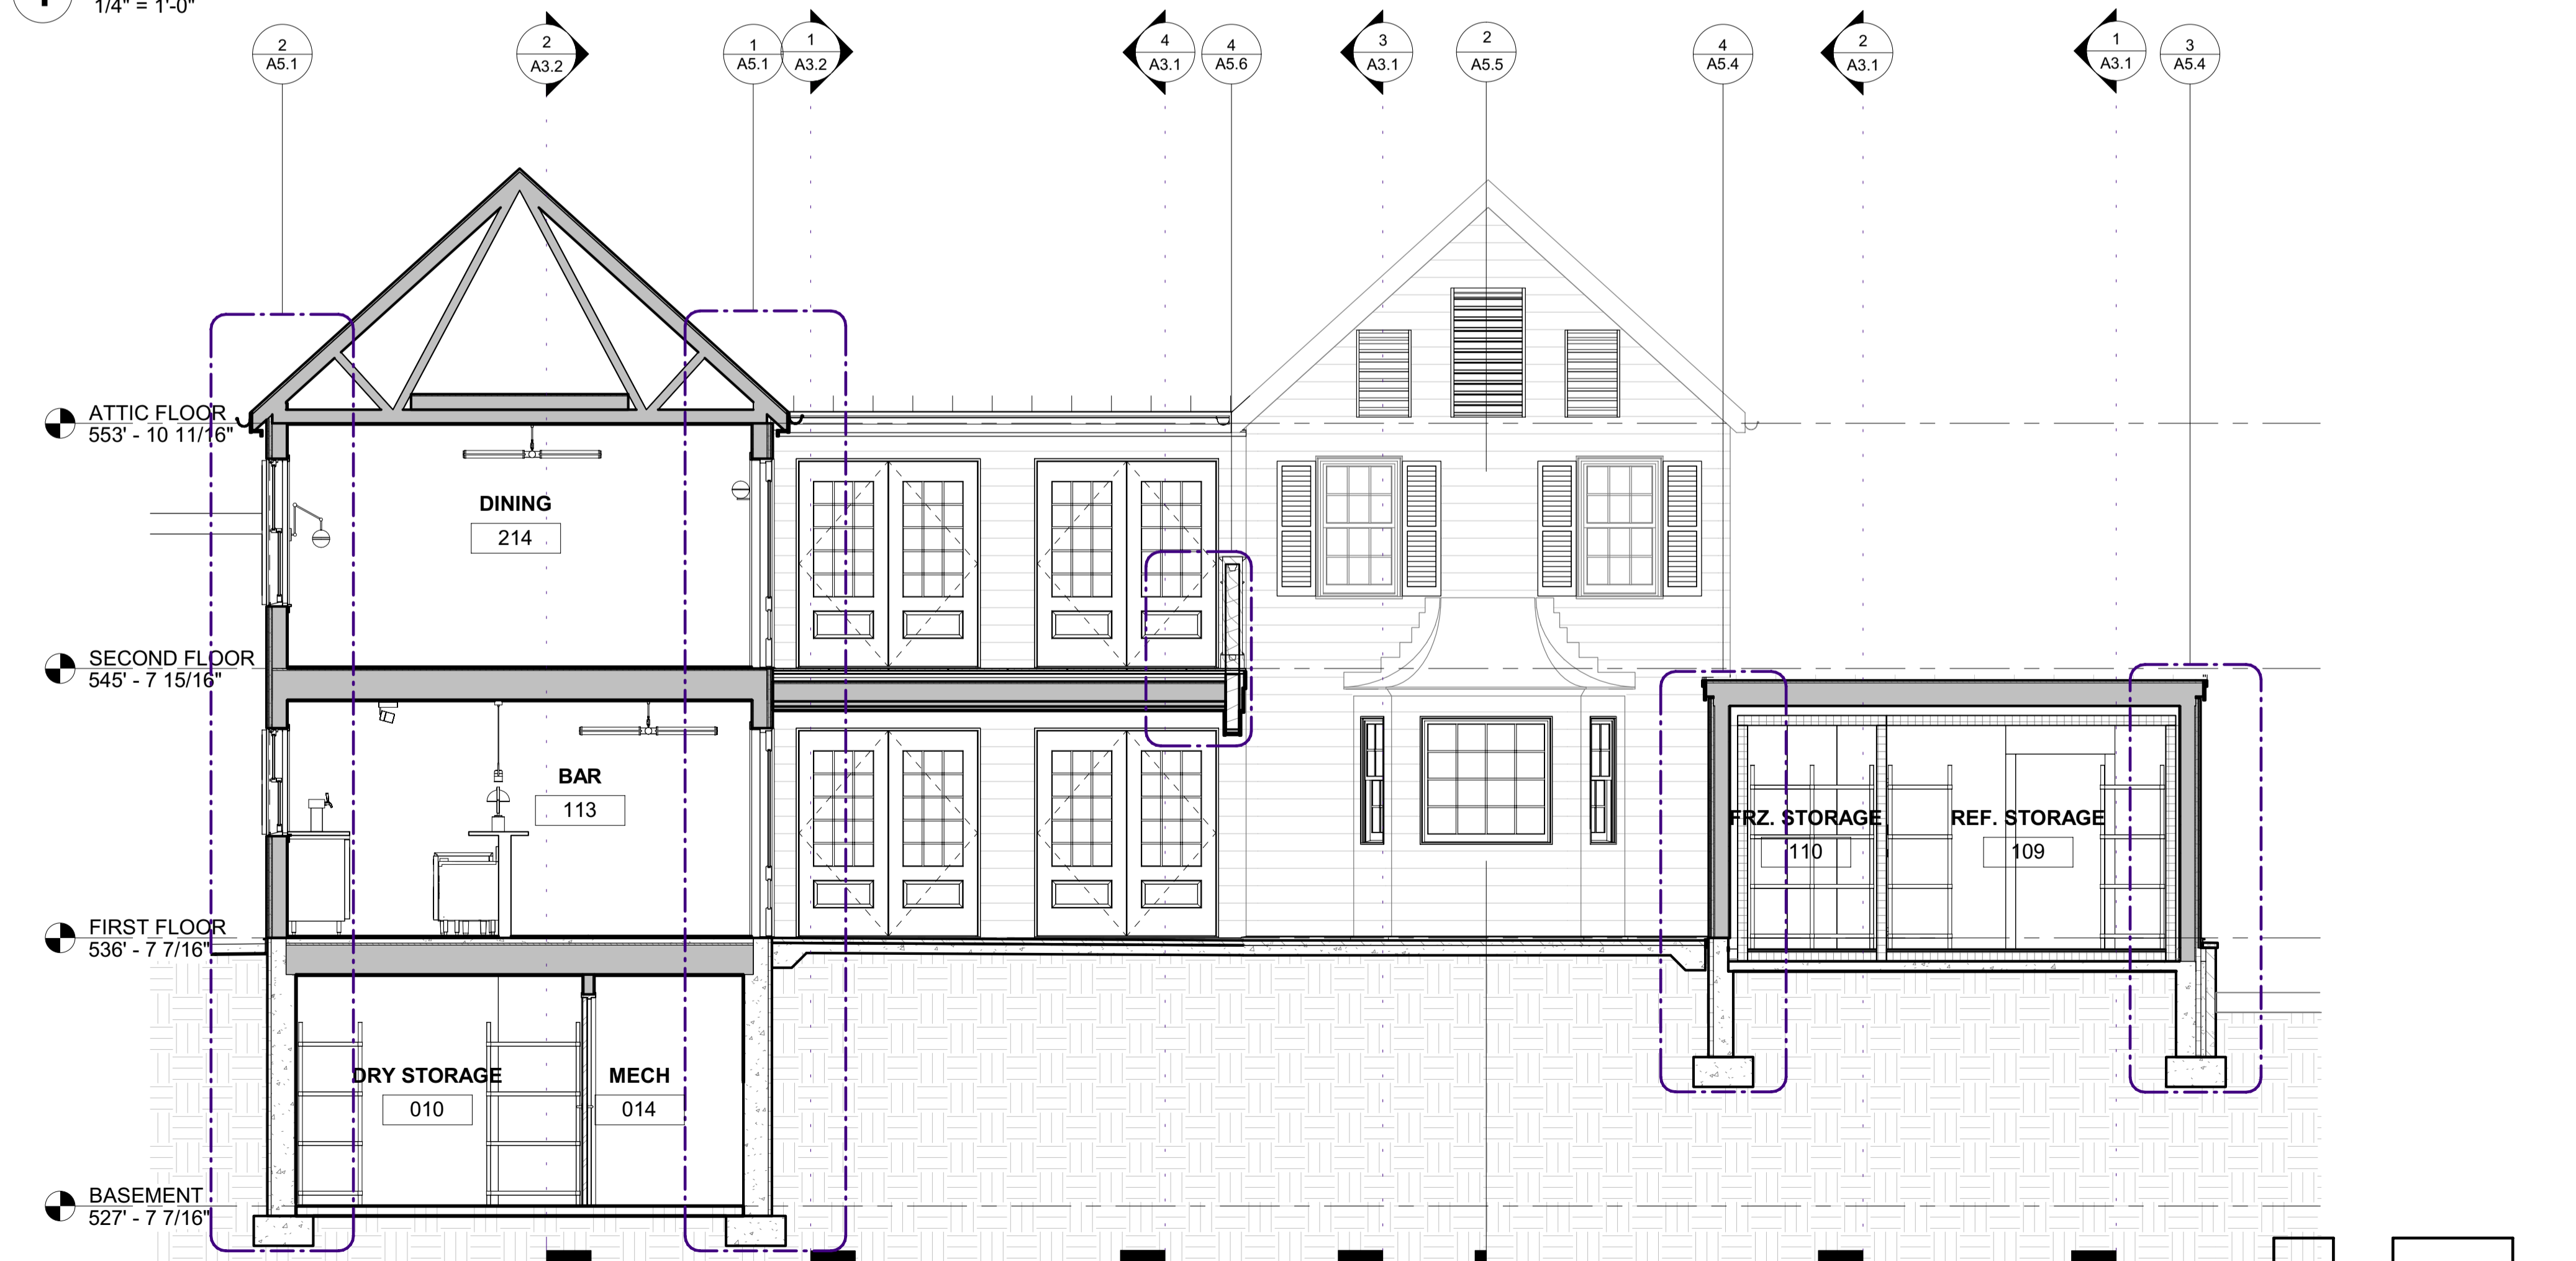 1/4" = 1'-0"
2
A5.1
2
A3.2
1
A5.1
1
A3.2
4
A3.1
4
A5.6
3
A3.1
2
A5.5
4
A5.4
2
A3.1
1
A3.1
3
A5.4
ATTIC FLOOR
553' - 10 11/16"
DINING
214
SECOND FLOOR
545' - 7 15/16"
BAR
113
FRZ. STORAGE
110
REF. STORAGE
109
FIRST FLOOR
536' - 7 7/16"
DRY STORAGE
010
MECH
014
BASEMENT
527' - 7 7/16"